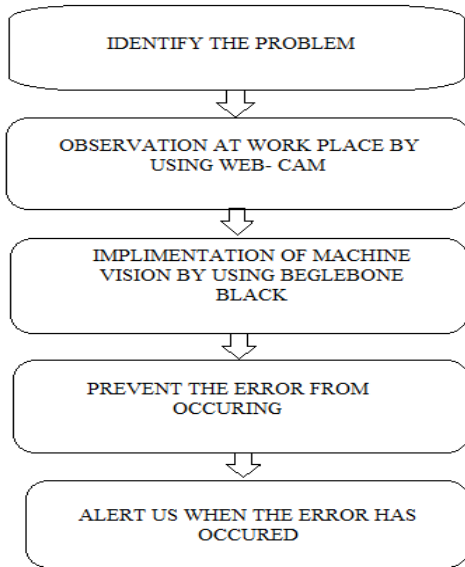 IDENTIFY THE PROBLEM
OBSERVATION AT WORK PLACE BY
USING WEB- CAM
IMPLIMENTATION OF MACHINE
VISION BY USING BEGLEBONE
BLACK
PREVENT THE ERROR FROM
OCCURING
ALERT US WHEN THE ERROR HAS
OCCURED